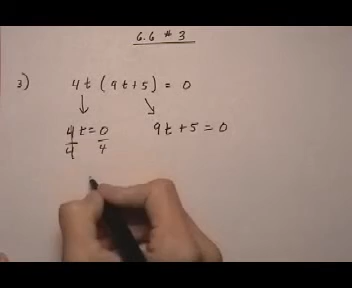 6.6 # 3
3) 4t (9t+5) = 0
4t = 0 9t + 5 = 0
4 4